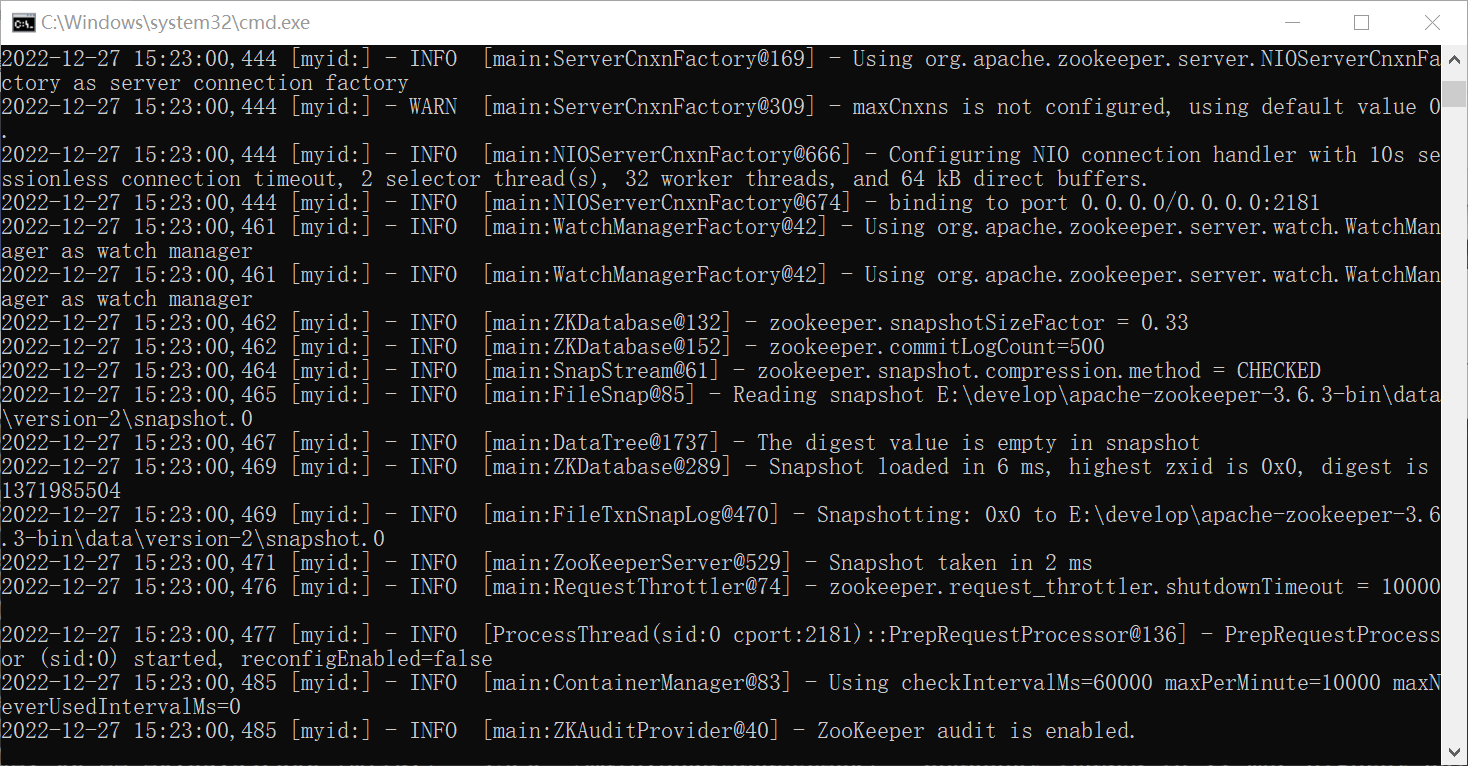 C:\Windows\system32\cmd.exe
2022-12-27 15:23:00,444 [myid:] - INFO  [main:ServerCnxnFactory@169] - Using org.apache.zookeeper.server.NIOServerCnxnFa
ctory as server connection factory
2022-12-27 15:23:00,444 [myid:] - WARN  [main:ServerCnxnFactory@309] - maxCnxns is not configured, using default value 0
.
2022-12-27 15:23:00,444 [myid:] - INFO  [main:NIOServerCnxnFactory@666] - Configuring NIO connection handler with 10s se
ssionless connection timeout, 2 selector thread(s), 32 worker threads, and 64 kB direct buffers.
2022-12-27 15:23:00,444 [myid:] - INFO  [main:NIOServerCnxnFactory@674] - binding to port 0.0.0.0/0.0.0.0:2181
2022-12-27 15:23:00,461 [myid:] - INFO  [main:WatchManagerFactory@42] - Using org.apache.zookeeper.server.watch.WatchMan
ager as watch manager
2022-12-27 15:23:00,461 [myid:] - INFO  [main:WatchManagerFactory@42] - Using org.apache.zookeeper.server.watch.WatchMan
ager as watch manager
2022-12-27 15:23:00,462 [myid:] - INFO  [main:ZKDatabase@132] - zookeeper.snapshotSizeFactor = 0.33
2022-12-27 15:23:00,462 [myid:] - INFO  [main:ZKDatabase@152] - zookeeper.commitLogCount=500
2022-12-27 15:23:00,464 [myid:] - INFO  [main:SnapStream@61] - zookeeper.snapshot.compression.method = CHECKED
2022-12-27 15:23:00,465 [myid:] - INFO  [main:FileSnap@85] - Reading snapshot E:\develop\apache-zookeeper-3.6.3-bin\data
\version-2\snapshot.0
2022-12-27 15:23:00,467 [myid:] - INFO  [main:DataTree@1737] - The digest value is empty in snapshot
2022-12-27 15:23:00,469 [myid:] - INFO  [main:ZKDatabase@289] - Snapshot loaded in 6 ms, highest zxid is 0x0, digest is
1371985504
2022-12-27 15:23:00,469 [myid:] - INFO  [main:FileTxnSnapLog@470] - Snapshotting: 0x0 to E:\develop\apache-zookeeper-3.6
.3-bin\data\version-2\snapshot.0
2022-12-27 15:23:00,471 [myid:] - INFO  [main:ZooKeeperServer@529] - Snapshot taken in 2 ms
2022-12-27 15:23:00,476 [myid:] - INFO  [main:RequestThrottler@74] - zookeeper.request_throttler.shutdownTimeout = 10000
2022-12-27 15:23:00,477 [myid:] - INFO  [ProcessThread(sid:0 cport:2181)::PrepRequestProcessor@136] - PrepRequestProcess
or (sid:0) started, reconfigEnabled=false
2022-12-27 15:23:00,485 [myid:] - INFO  [main:ContainerManager@83] - Using checkIntervalMs=60000 maxPerMinute=10000 maxN
everUsedIntervalMs=0
2022-12-27 15:23:00,485 [myid:] - INFO  [main:ZKAuditProvider@40] - ZooKeeper audit is enabled.